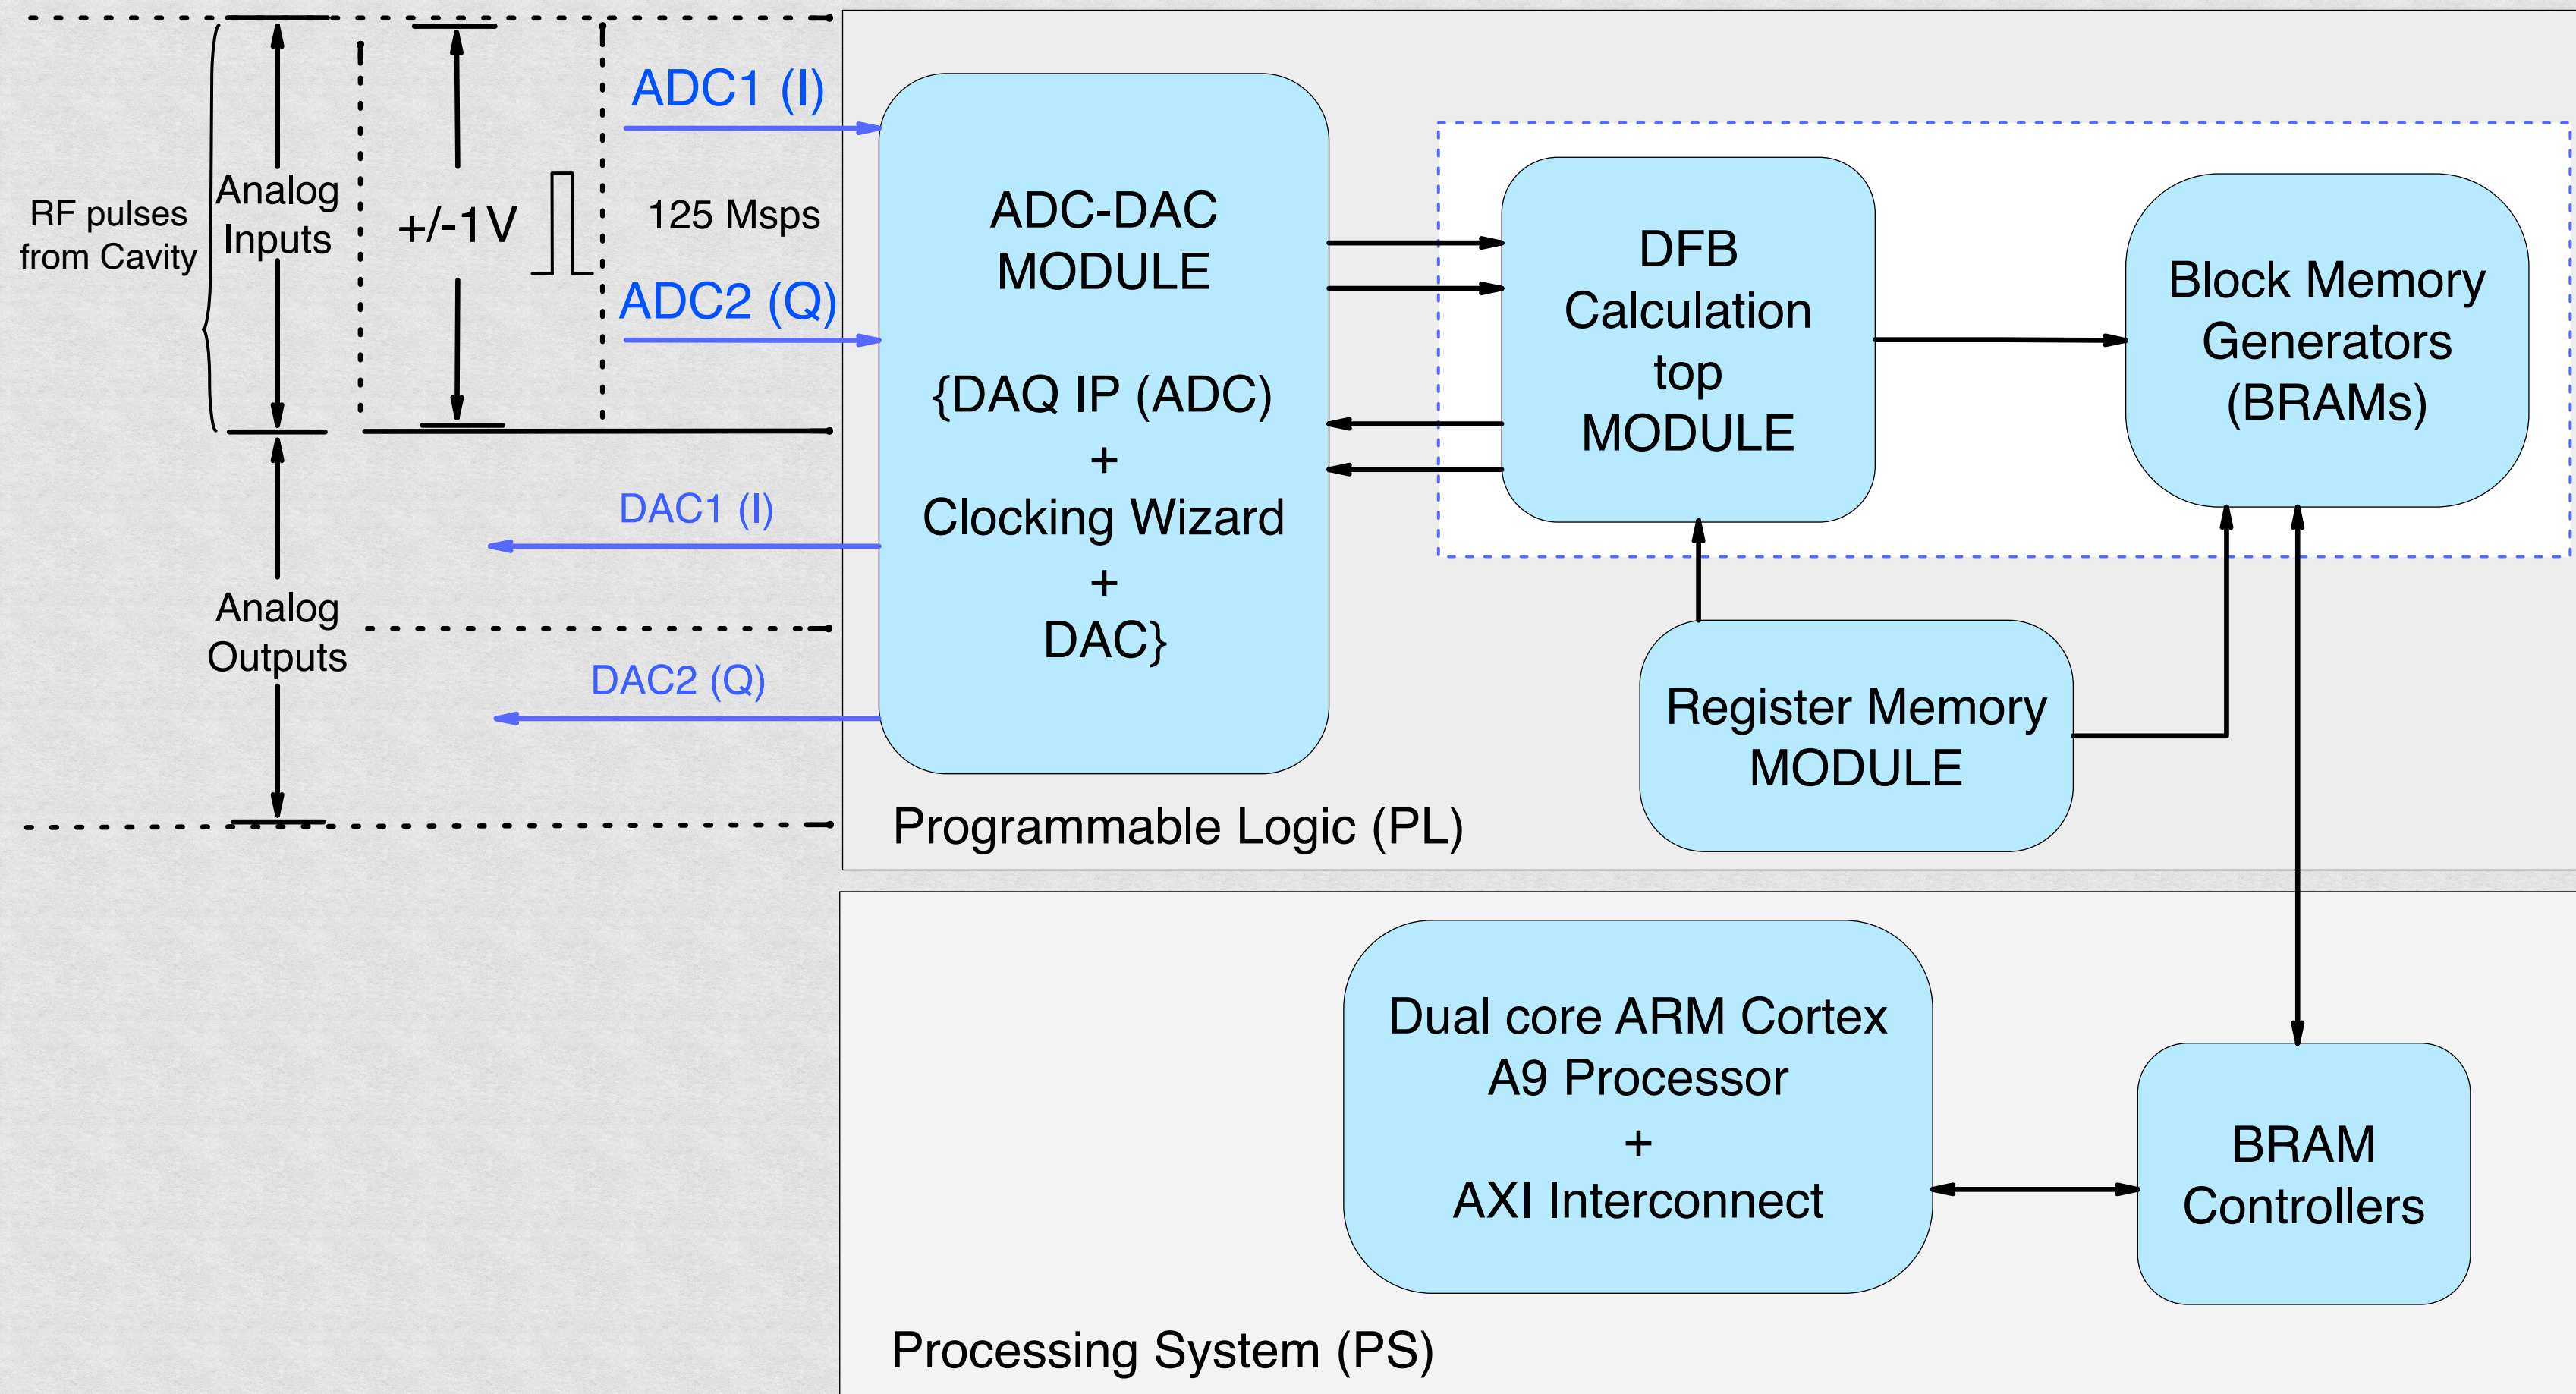 RF pulses
from Cavity
Analog
Inputs
+/-1V
ADC1 (I)
125 Msps
ADC2 (Q)
DAC1 (I)
DAC2 (Q)
Analog
Outputs
ADC-DAC
MODULE
{DAQ IP (ADC)
+
Clocking Wizard
+
DAC}
DFB
Calculation
top
MODULE
Block Memory
Generators
(BRAMs)
Register Memory
MODULE
Programmable Logic (PL)
Dual core ARM Cortex
A9 Processor
+
AXI Interconnect
BRAM
Controllers
Processing System (PS)